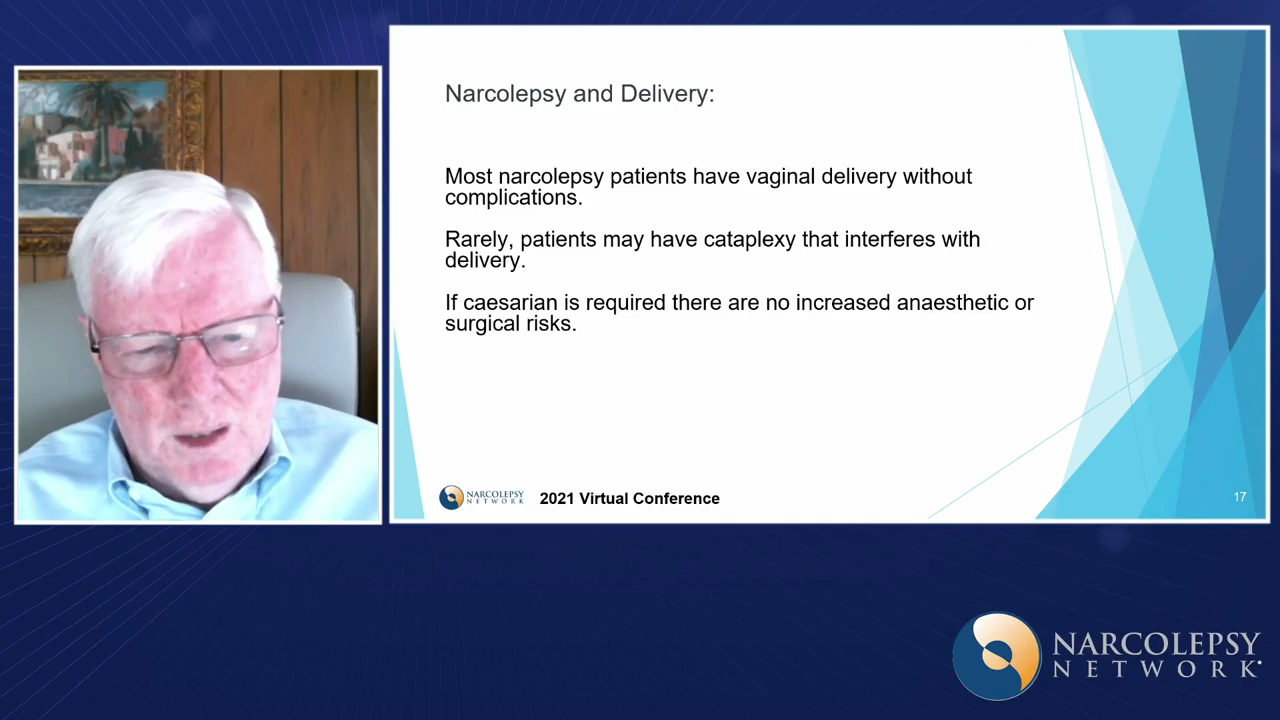 Narcolepsy and Delivery:
Most narcolepsy patients have vaginal delivery without
complications.
Rarely, patients may have cataplexy that interferes with
delivery.
If caesarian is required there are no increased anaesthetic or
surgical risks.
NARCOLEPSY
NETWORK
2021 Virtual Conference
17
NARCOLEPSY
NETWORK